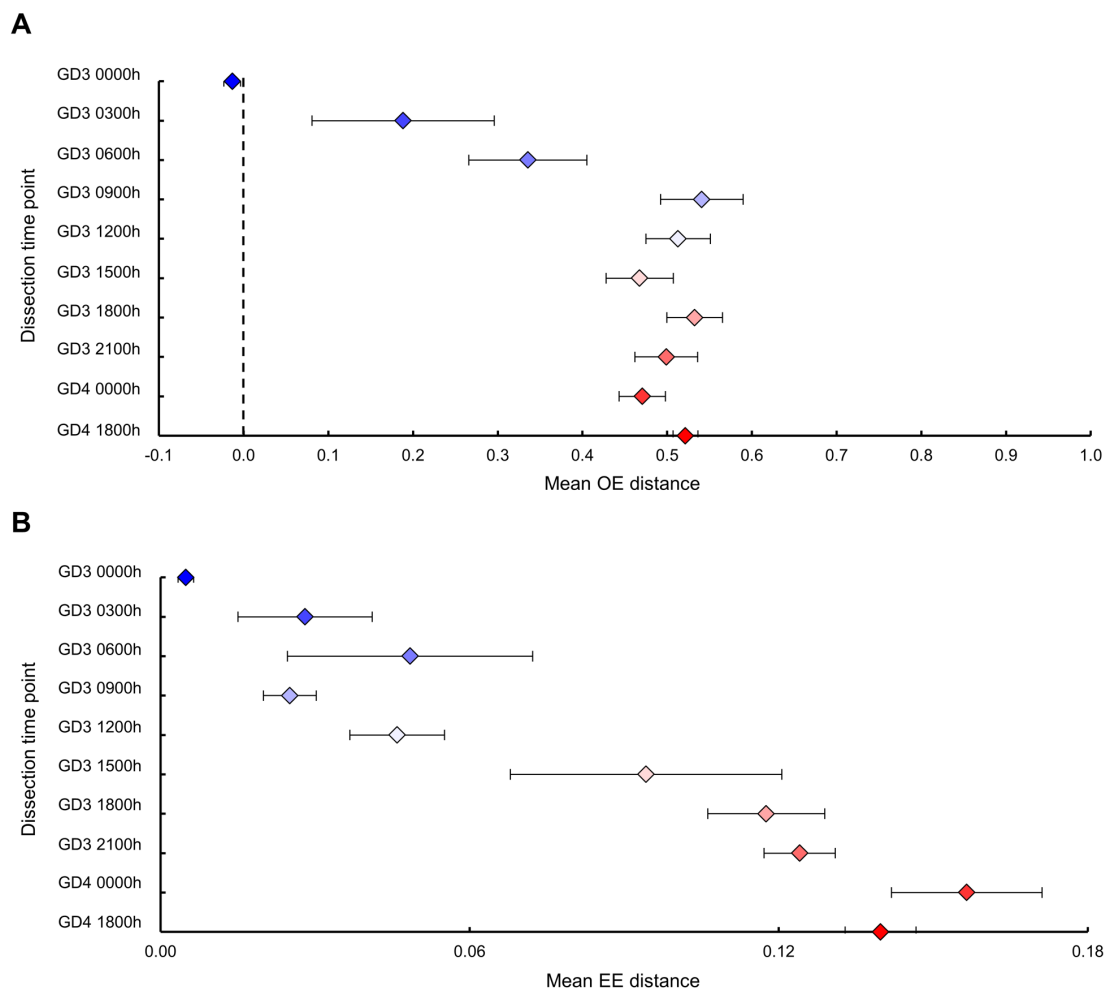 A
Dissection time point
GD3 0000h
GD3 0300h
GD3 0600h
GD3 0900h
GD3 1200h
GD3 1500h
GD3 1800h
GD3 2100h
GD4 0000h
GD4 1800h
-0.1 0.0 0.1 0.2 0.3 0.4 0.5 0.6 0.7 0.8 0.9 1.0
Mean OE distance
B
Dissection time point
GD3 0000h
GD3 0300h
GD3 0600h
GD3 0900h
GD3 1200h
GD3 1500h
GD3 1800h
GD3 2100h
GD4 0000h
GD4 1800h
0.00 0.06 0.12 0.18
Mean EE distance